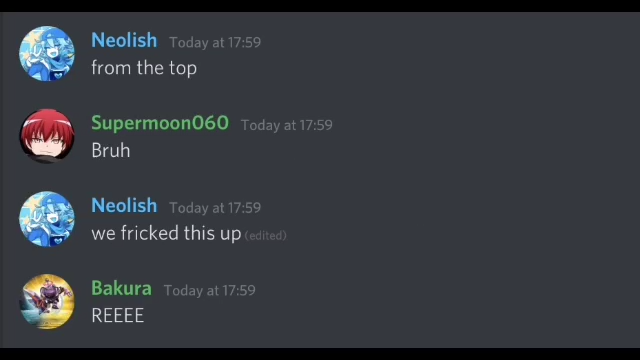 Neolish Today at 17:59
from the top
Supermoon060 Today at 17:59
Bruh
Neolish Today at 17:59
we fricked this up (edited)
Bakura Today at 17:59
REEEE